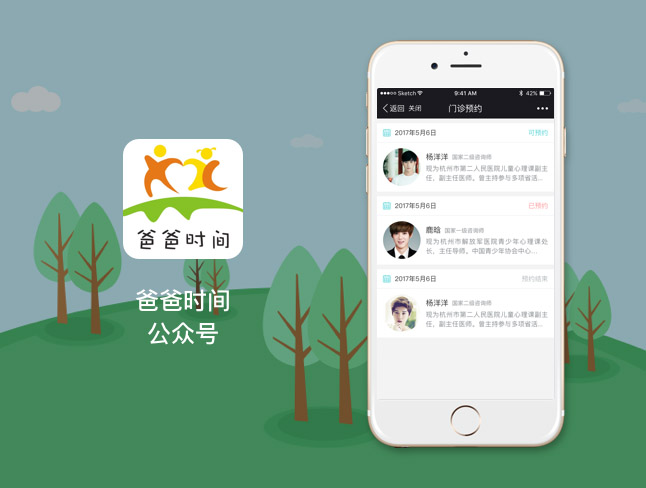 爸爸时间
爸爸时间
公众号
Sketch
9:41 AM
42%
返回 关闭
门诊预约
2017年5月6日
可预约
杨洋洋 国家二级咨询师
现为杭州市第二人民医院儿童心理课副主
任，副主任医师。曾主持参与多项省活...
2017年5月6日
已预约
鹿晗 国家一级咨询师
现为杭州市解放军医院青少年心理课处
长，主任导师，中国青少年协会中心...
2017年5月6日
预约结束
杨洋洋 国家二级咨询师
现为杭州市第二人民医院儿童心理课副主
任，副主任医师。曾主持参与多项省活...